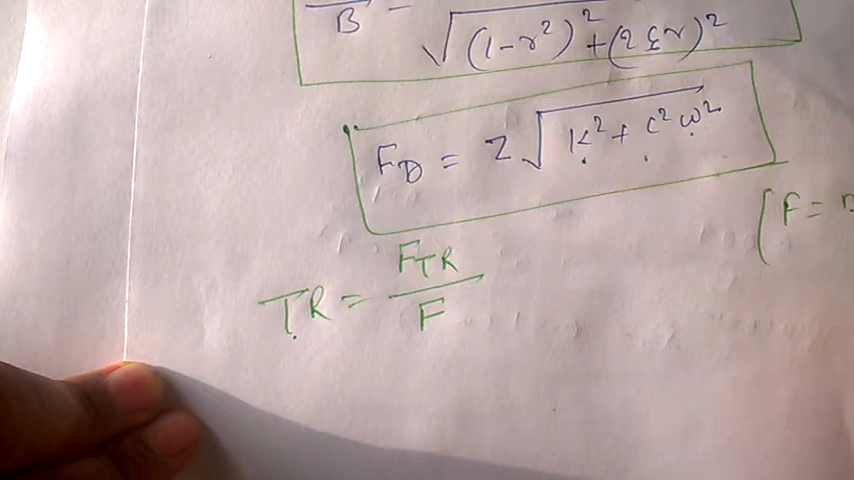 B = √(1-r²)²+(2ξr)²
F_D = Z√K²+C²ω²
[F =
TR = F_TR / F